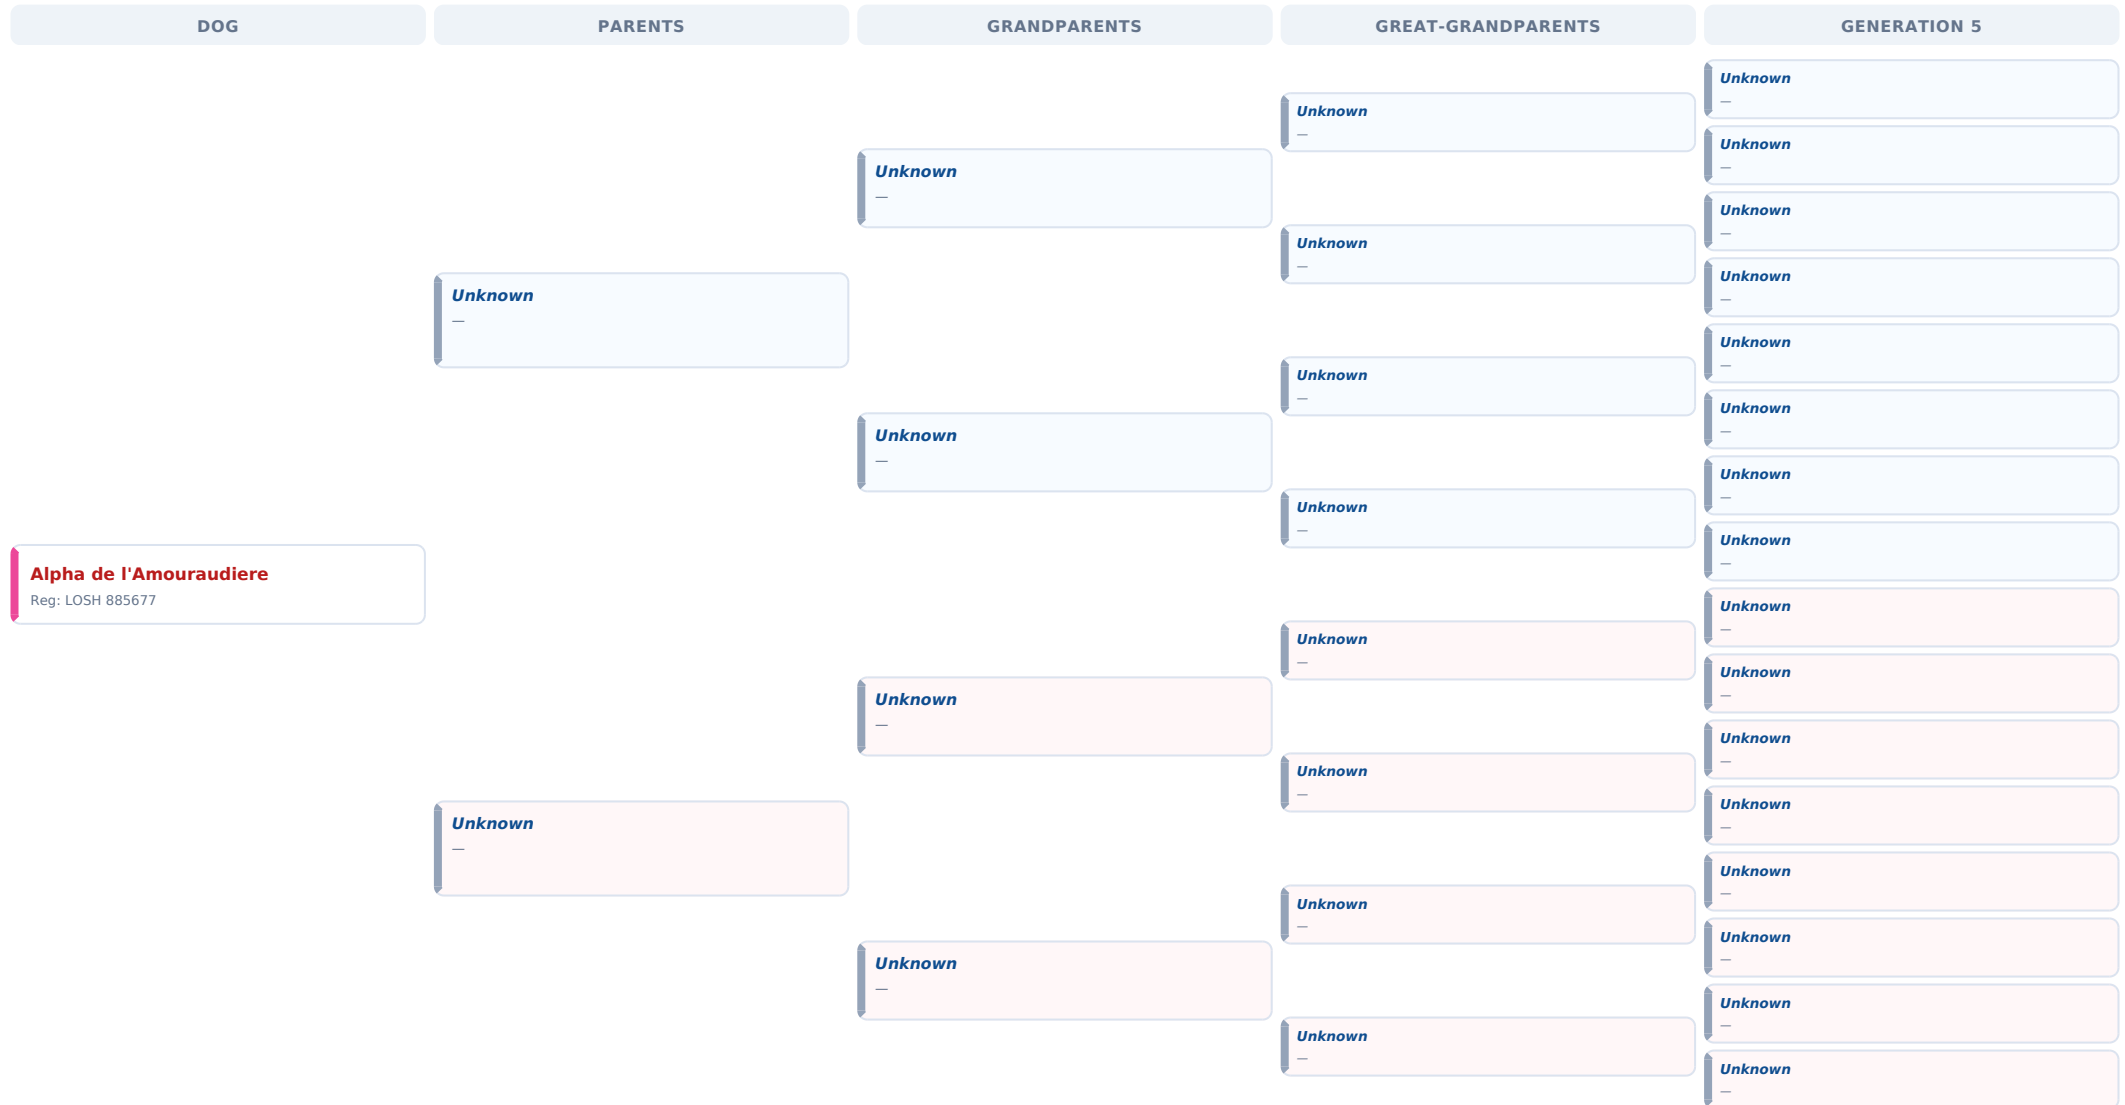 DOG
PARENTS
GRANDPARENTS
GREAT-GRANDPARENTS
GENERATION 5
Alpha de l'Amouraudiere
Reg: LOSH 885677
Unknown
—
Unknown
—
Unknown
—
Unknown
—
Unknown
—
Unknown
—
Unknown
—
Unknown
—
Unknown
—
Unknown
—
Unknown
—
Unknown
—
Unknown
—
Unknown
—
Unknown
—
Unknown
—
Unknown
—
Unknown
—
Unknown
—
Unknown
—
Unknown
—
Unknown
—
Unknown
—
Unknown
—
Unknown
—
Unknown
—
Unknown
—
Unknown
—
Unknown
—
Unknown
—